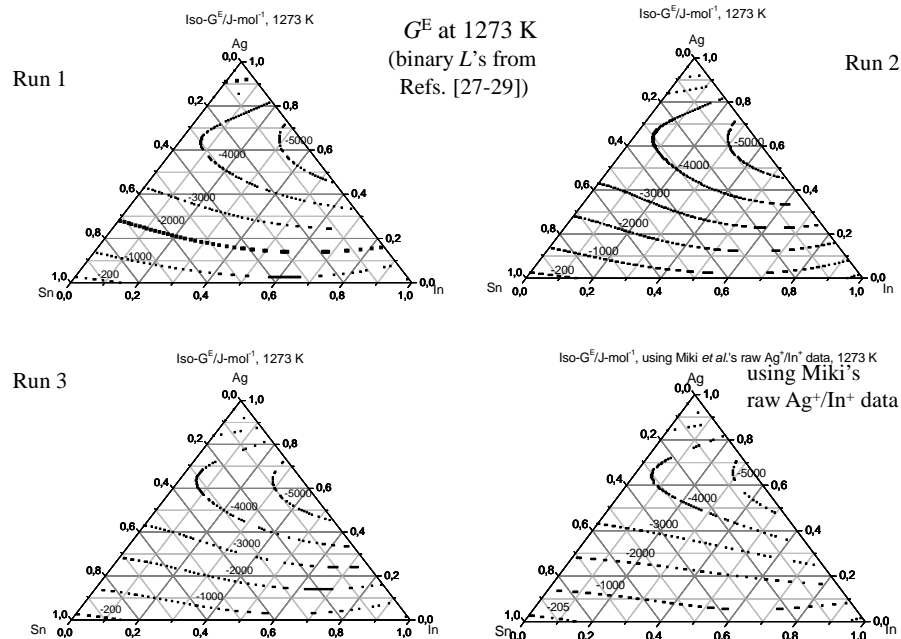 Iso-G^E/J-mol^-1, 1273 K
Ag
Run 1
0,0 1,0
0,2 0,8
0,4 0,6
0,6 0,4
0,8 0,2
1,0 0,0
Sn In
0,0 0,2 0,4 0,6 0,8 1,0
-5000
-4000
-3000
-2000
-1000
-200
G^E at 1273 K
(binary L's from
Refs. [27-29])
Iso-G^E/J-mol^-1, 1273 K
Ag
Run 2
0,0 1,0
0,2 0,8
0,4 0,6
0,6 0,4
0,8 0,2
1,0 0,0
Sn In
0,0 0,2 0,4 0,6 0,8 1,0
-5000
-4000
-3000
-2000
-1000
-200
Iso-G^E/J-mol^-1, 1273 K
Run 3
Ag
0,0 1,0
0,2 0,8
0,4 0,6
0,6 0,4
0,8 0,2
1,0 0,0
Sn In
0,0 0,2 0,4 0,6 0,8 1,0
-5000
-4000
-3000
-2000
-1000
-200
Iso-G^E/J-mol^-1, using Miki et al.'s raw Ag+/In+ data, 1273 K
using Miki's
raw Ag+/In+ data
Ag
0,0 1,0
0,2 0,8
0,4 0,6
0,6 0,4
0,8 0,2
1,0 0,0
Sn In
0,0 0,2 0,4 0,6 0,8 1,0
-5000
-4000
-3000
-2000
-1000
-205